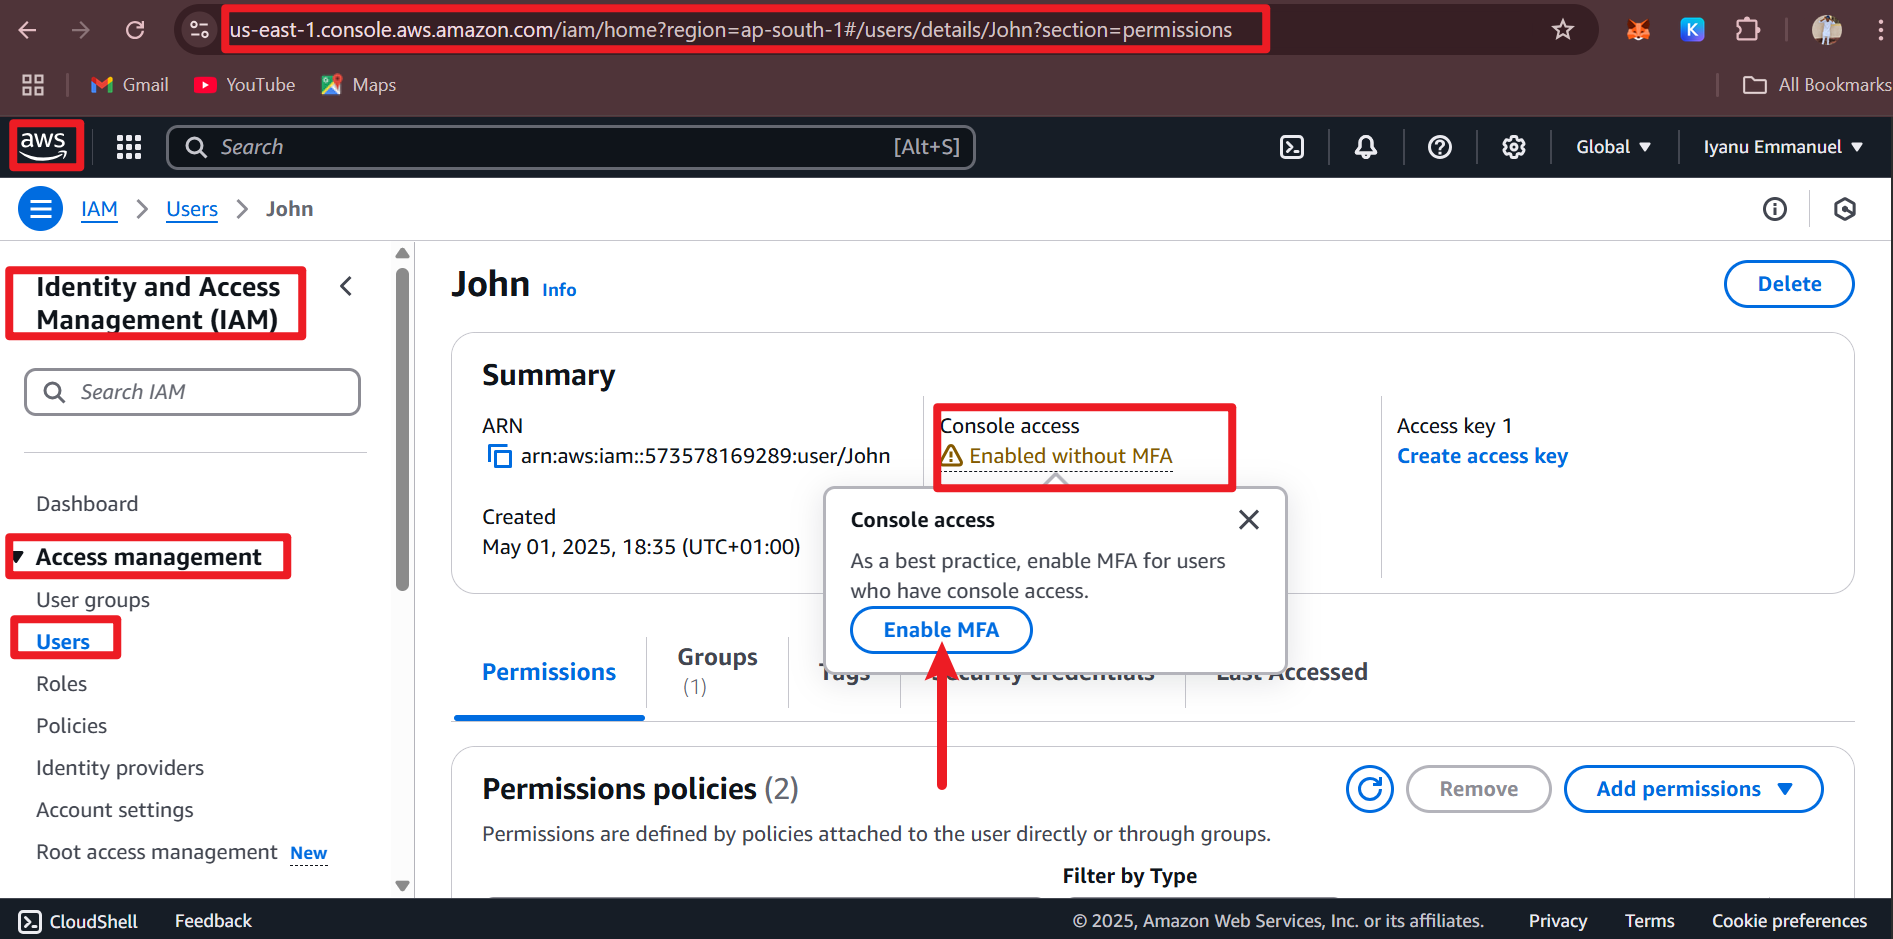 us-east-1.console.aws.amazon.com/iam/home?region=ap-south-1#/users/details/John?section=permissions
Gmail
YouTube
Maps
All Bookmarks
aws
Search
[Alt+S]
Global
Iyanu Emmanuel
IAM
Users
John
Identity and Access
Management (IAM)
Search IAM
Dashboard
Access management
User groups
Users
Roles
Policies
Identity providers
Account settings
Root access management New
John Info
Delete
Summary
ARN
arn:aws:iam::573578169289:user/John
Created
May 01, 2025, 18:35 (UTC+01:00)
Console access
Enabled without MFA
Access key 1
Create access key
Console access
As a best practice, enable MFA for users
who have console access.
Enable MFA
Permissions
Groups
(1)
Tags
Security credentials
Last Accessed
Permissions policies (2)
Remove
Add permissions
Permissions are defined by policies attached to the user directly or through groups.
Filter by Type
CloudShell
Feedback
© 2025, Amazon Web Services, Inc. or its affiliates.
Privacy
Terms
Cookie preferences